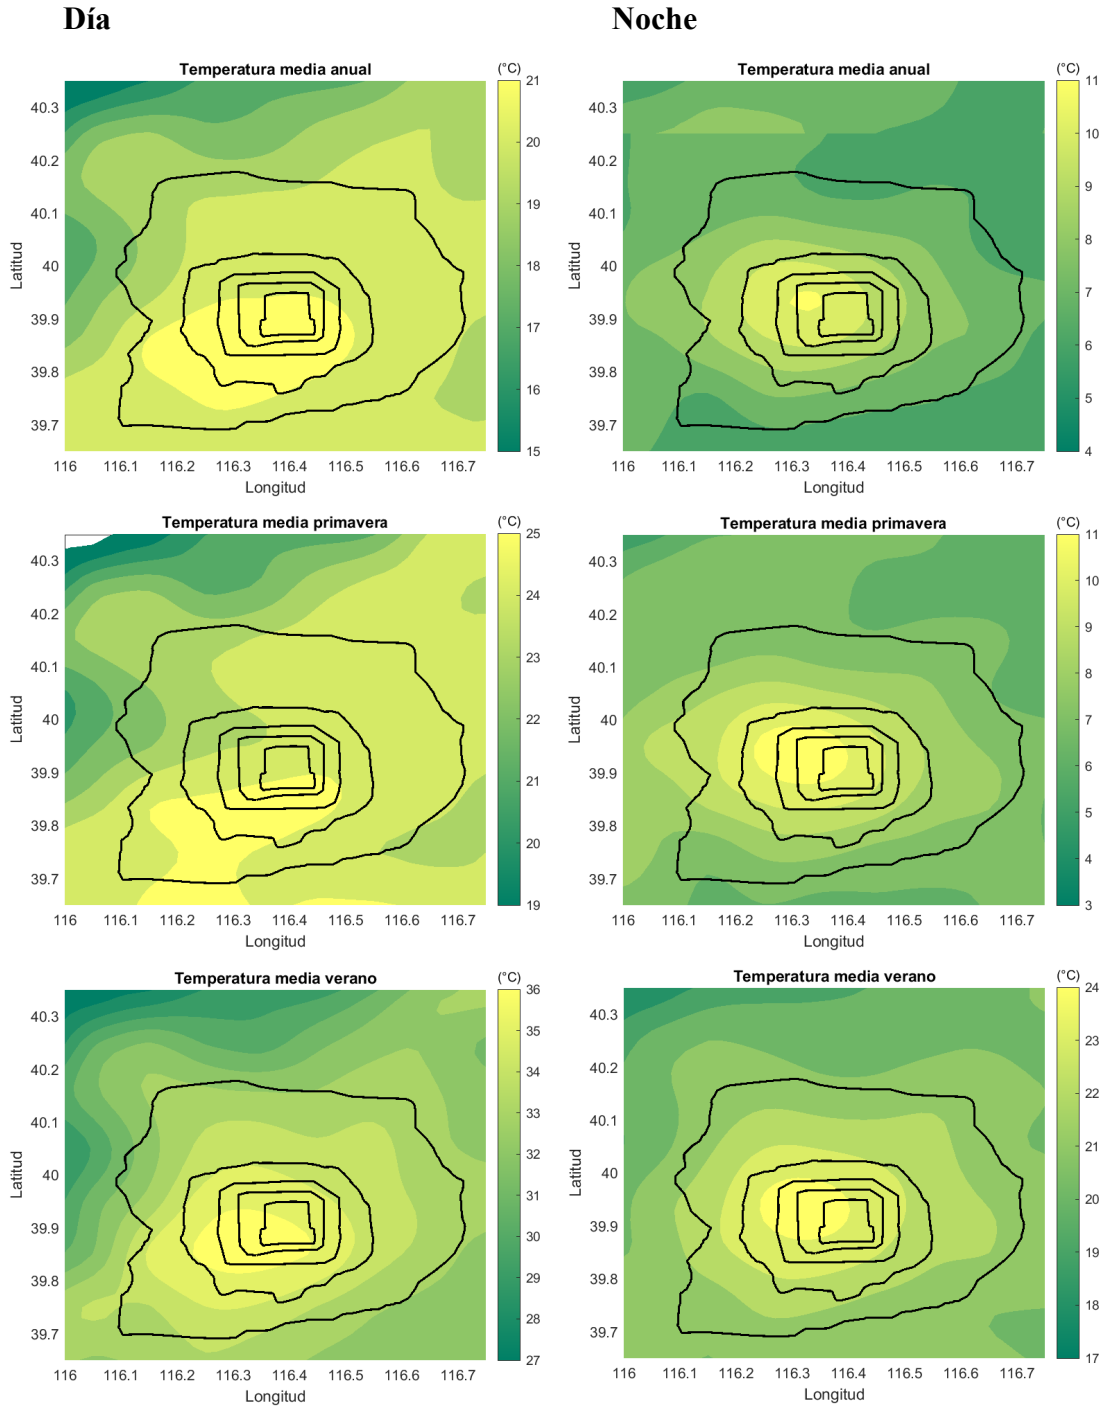 Día
Noche
Temperatura media anual
(°C)
21
20
19
18
17
16
15
40.3
40.2
40.1
40
39.9
39.8
39.7
Latitud
116 116.1 116.2 116.3 116.4 116.5 116.6 116.7
Longitud
Temperatura media anual
(°C)
11
10
9
8
7
6
5
4
40.3
40.2
40.1
40
39.9
39.8
39.7
Latitud
116 116.1 116.2 116.3 116.4 116.5 116.6 116.7
Longitud
Temperatura media primavera
(°C)
25
24
23
22
21
20
19
40.3
40.2
40.1
40
39.9
39.8
39.7
Latitud
116 116.1 116.2 116.3 116.4 116.5 116.6 116.7
Longitud
Temperatura media primavera
(°C)
11
10
9
8
7
6
5
4
3
40.3
40.2
40.1
40
39.9
39.8
39.7
Latitud
116 116.1 116.2 116.3 116.4 116.5 116.6 116.7
Longitud
Temperatura media verano
(°C)
36
35
34
33
32
31
30
29
28
27
40.3
40.2
40.1
40
39.9
39.8
39.7
Latitud
116 116.1 116.2 116.3 116.4 116.5 116.6 116.7
Longitud
Temperatura media verano
(°C)
24
23
22
21
20
19
18
17
40.3
40.2
40.1
40
39.9
39.8
39.7
Latitud
116 116.1 116.2 116.3 116.4 116.5 116.6 116.7
Longitud